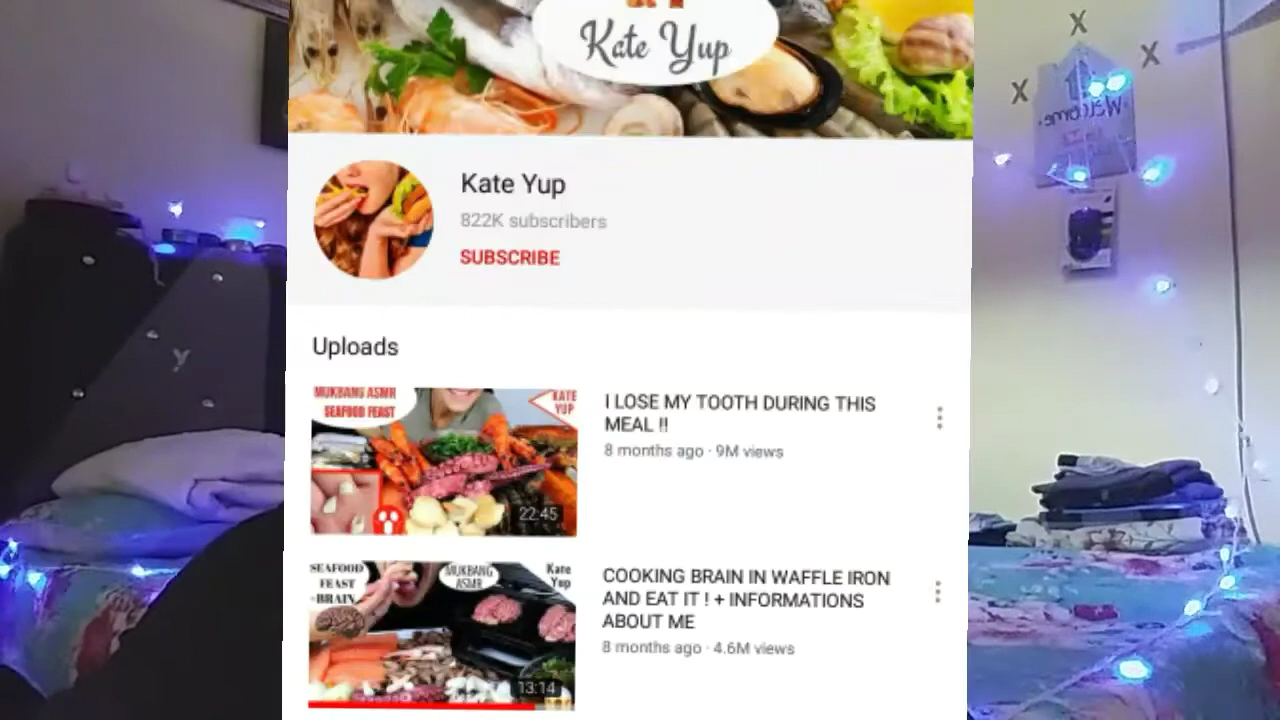 Kate Yup
Kate Yup
822K subscribers
SUBSCRIBE
Uploads
MUKBANG ASMR
SEAFOOD FEAST
KATE
YUP
22:45
I LOSE MY TOOTH DURING THIS
MEAL !!
8 months ago · 9M views
SEAFOOD
FEAST
+BRAIN
MUKBANG
ASMR
Kate
Yup
13:14
COOKING BRAIN IN WAFFLE IRON
AND EAT IT ! + INFORMATIONS
ABOUT ME
8 months ago · 4.6M views
Welcome